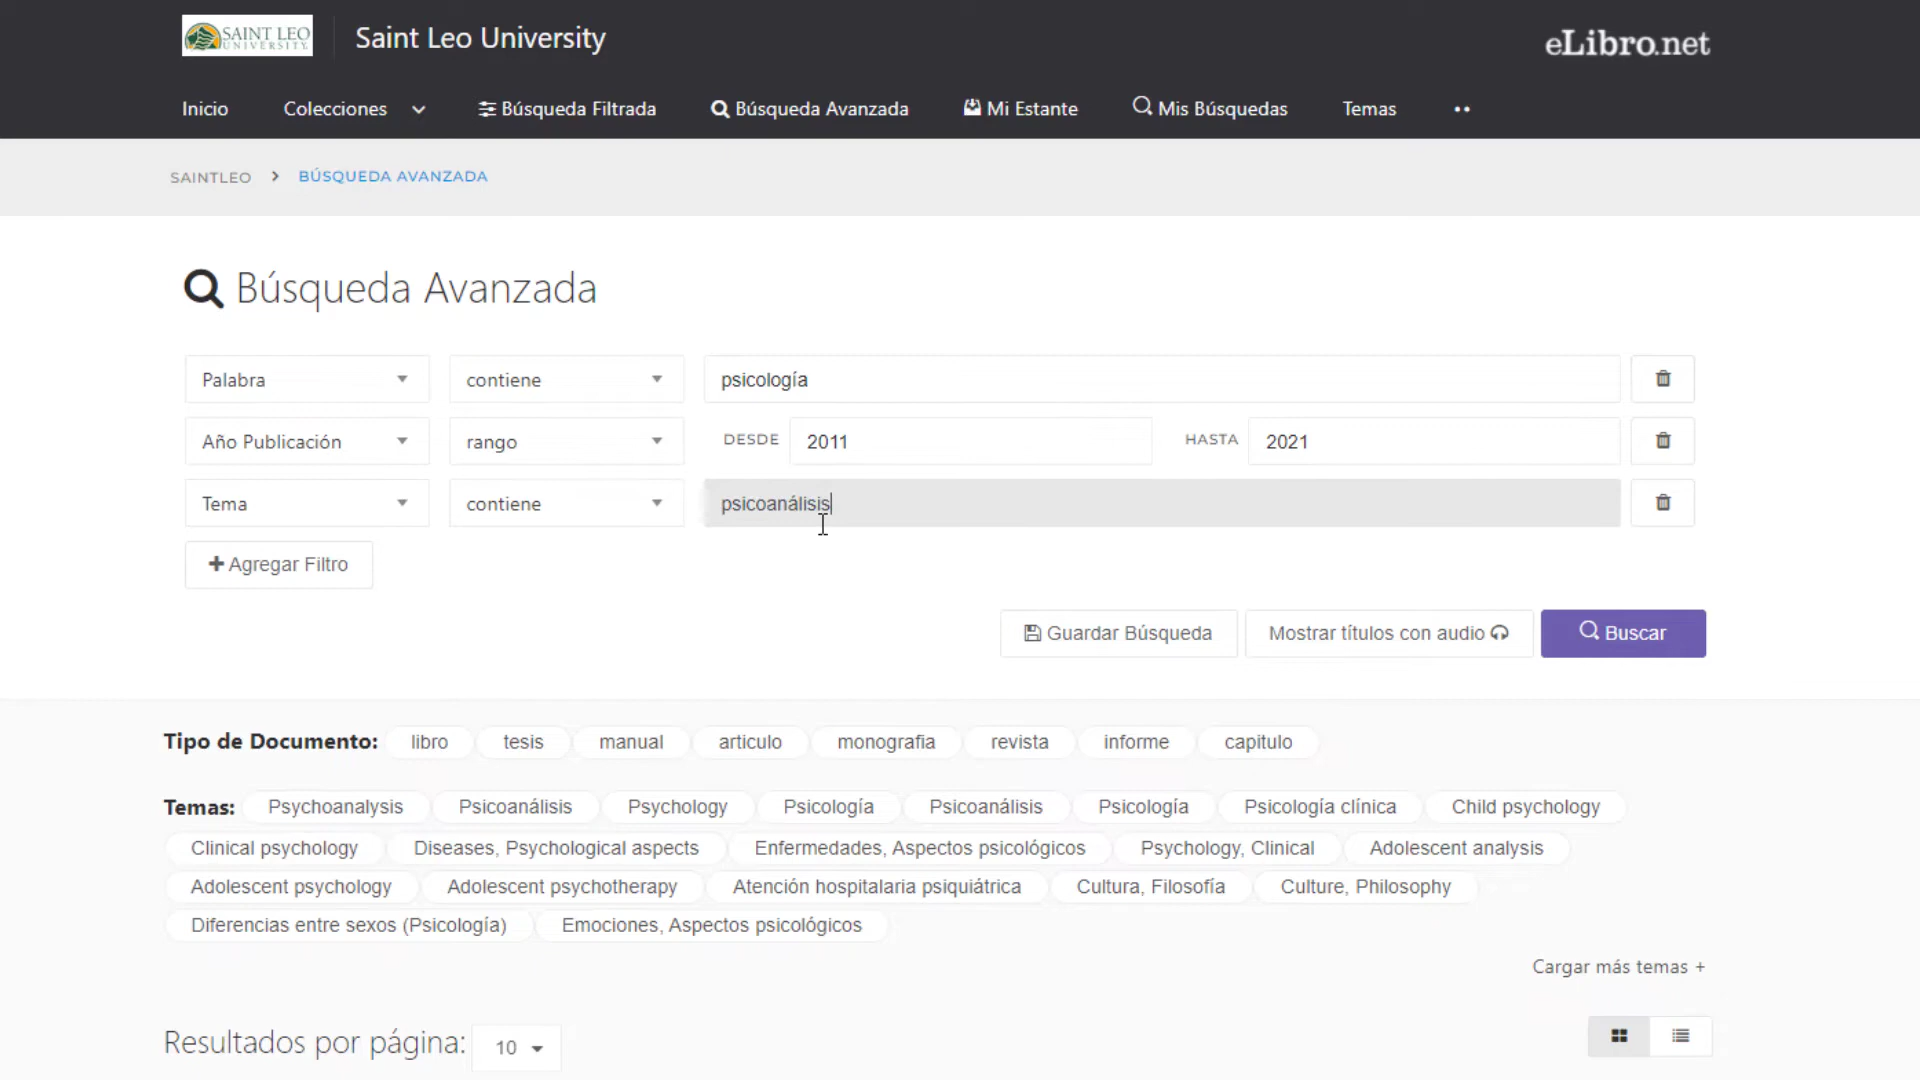 SAINT LEO
UNIVERSITY
Saint Leo University
eLibro.net
Inicio Colecciones Búsqueda Filtrada Búsqueda Avanzada Mi Estante Mis Búsquedas Temas ••
SAINTLEO > BÚSQUEDA AVANZADA
Búsqueda Avanzada
Palabra contiene psicología
Año Publicación rango DESDE 2011 HASTA 2021
Tema contiene psicoanálisis
+ Agregar Filtro
Guardar Búsqueda Mostrar títulos con audio Buscar
Tipo de Documento: libro tesis manual articulo monografia revista informe capitulo
Temas: Psychoanalysis Psicoanálisis Psychology Psicología Psicoanálisis Psicología Psicología clínica Child psychology
Clinical psychology Diseases, Psychological aspects Enfermedades, Aspectos psicológicos Psychology, Clinical Adolescent analysis
Adolescent psychology Adolescent psychotherapy Atención hospitalaria psiquiátrica Cultura, Filosofía Culture, Philosophy
Diferencias entre sexos (Psicología) Emociones, Aspectos psicológicos
Cargar más temas +
Resultados por página: 10